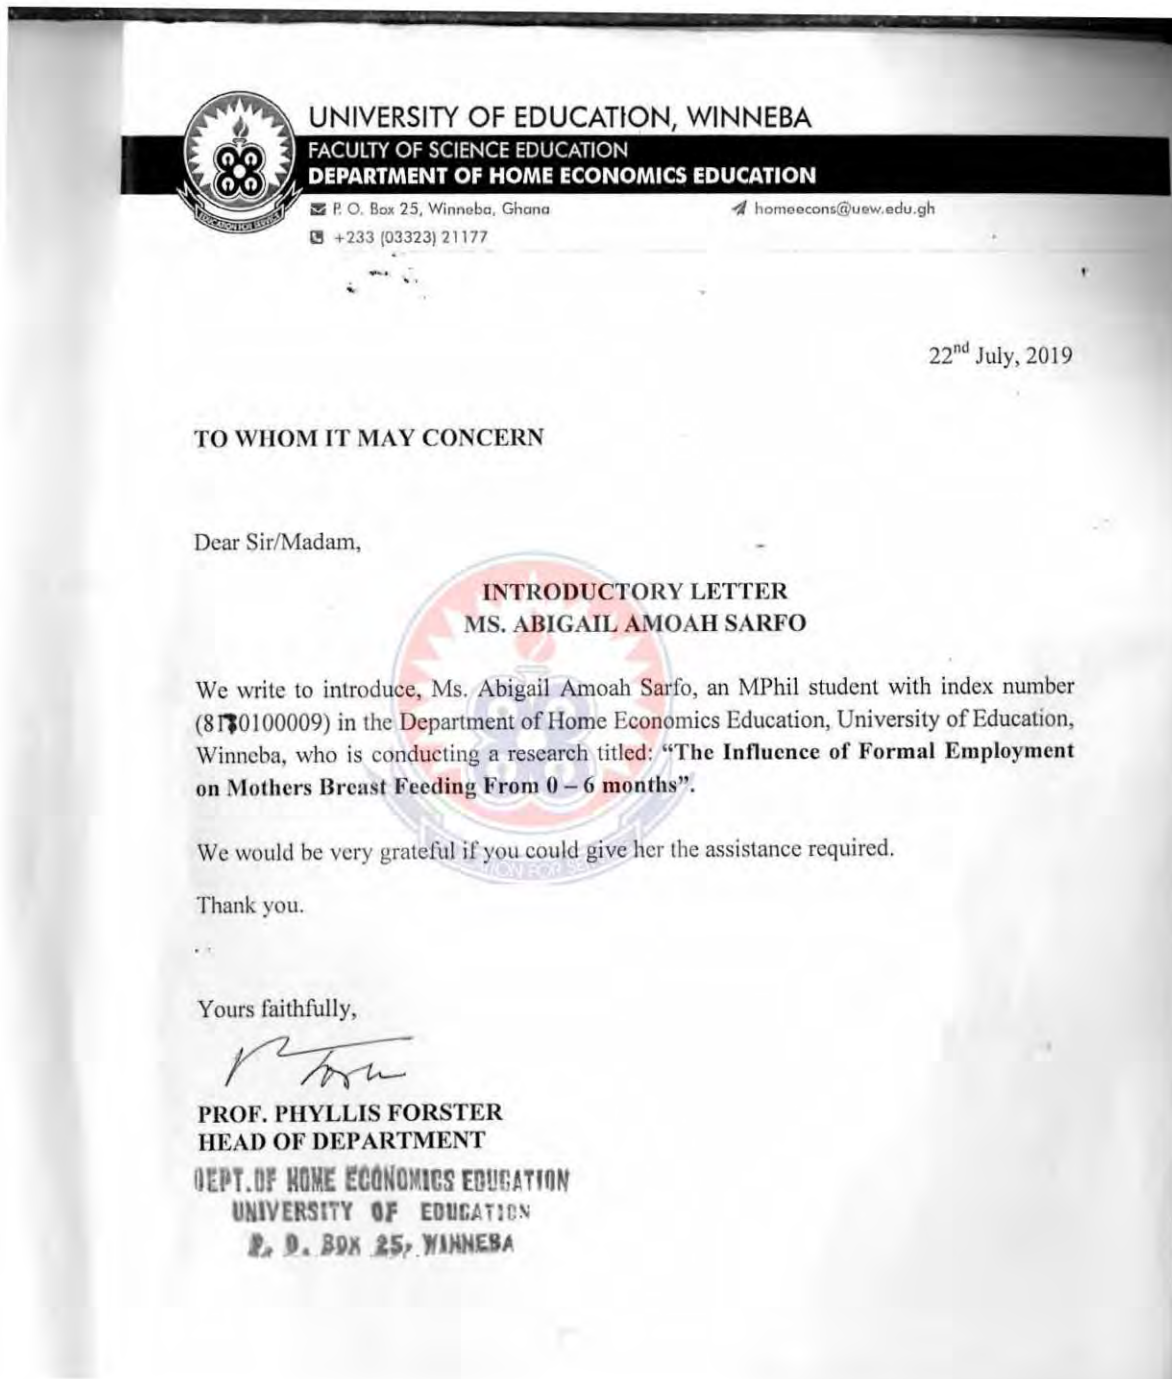 UNIVERSITY OF EDUCATION, WINNEBA
FACULTY OF SCIENCE EDUCATION
DEPARTMENT OF HOME ECONOMICS EDUCATION
P. O. Box 25, Winneba, Ghana
homeecons@uew.edu.gh
+233 (03323) 21177
EDUCATION FOR SERVICE
22nd July, 2019
TO WHOM IT MAY CONCERN
Dear Sir/Madam,
INTRODUCTORY LETTER
MS. ABIGAIL AMOAH SARFO
We write to introduce, Ms. Abigail Amoah Sarfo, an MPhil student with index number
in the Department of Home Economics Education, University of Education,
Winneba, who is conducting a research titled: “The Influence of Formal Employment
on Mothers Breast Feeding From 0 – 6 months”.
We would be very grateful if you could give her the assistance required.
Thank you.
Yours faithfully,
PROF. PHYLLIS FORSTER
HEAD OF DEPARTMENT
DEPT. OF HOME ECONOMICS EDUCATION
UNIVERSITY OF EDUCATION
P. O. BOX 25, WINNEBA